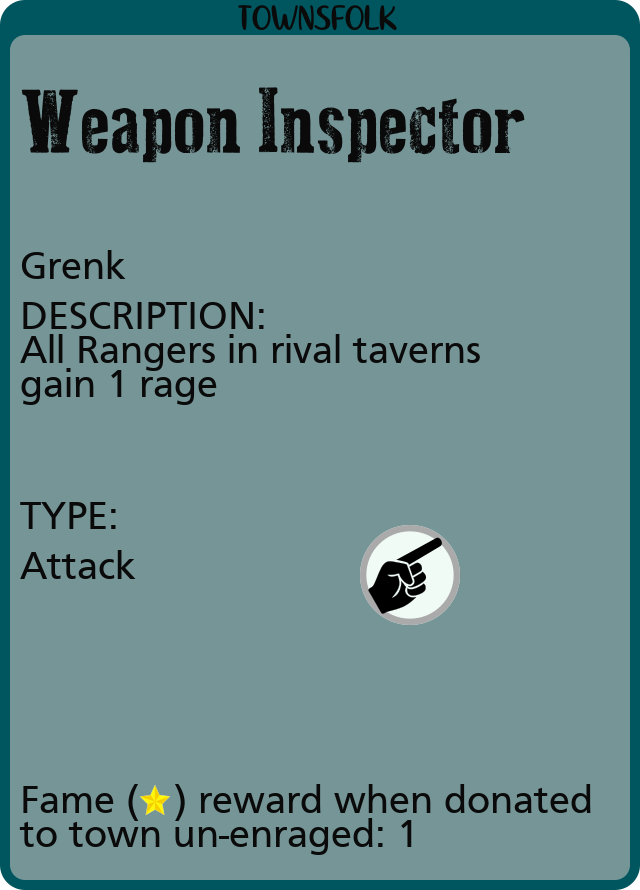 TOWNSFOLK
Weapon Inspector
Grenk
DESCRIPTION:
All Rangers in rival taverns
gain 1 rage
TYPE:
Attack
Fame (⭐) reward when donated
to town un-enraged: 1